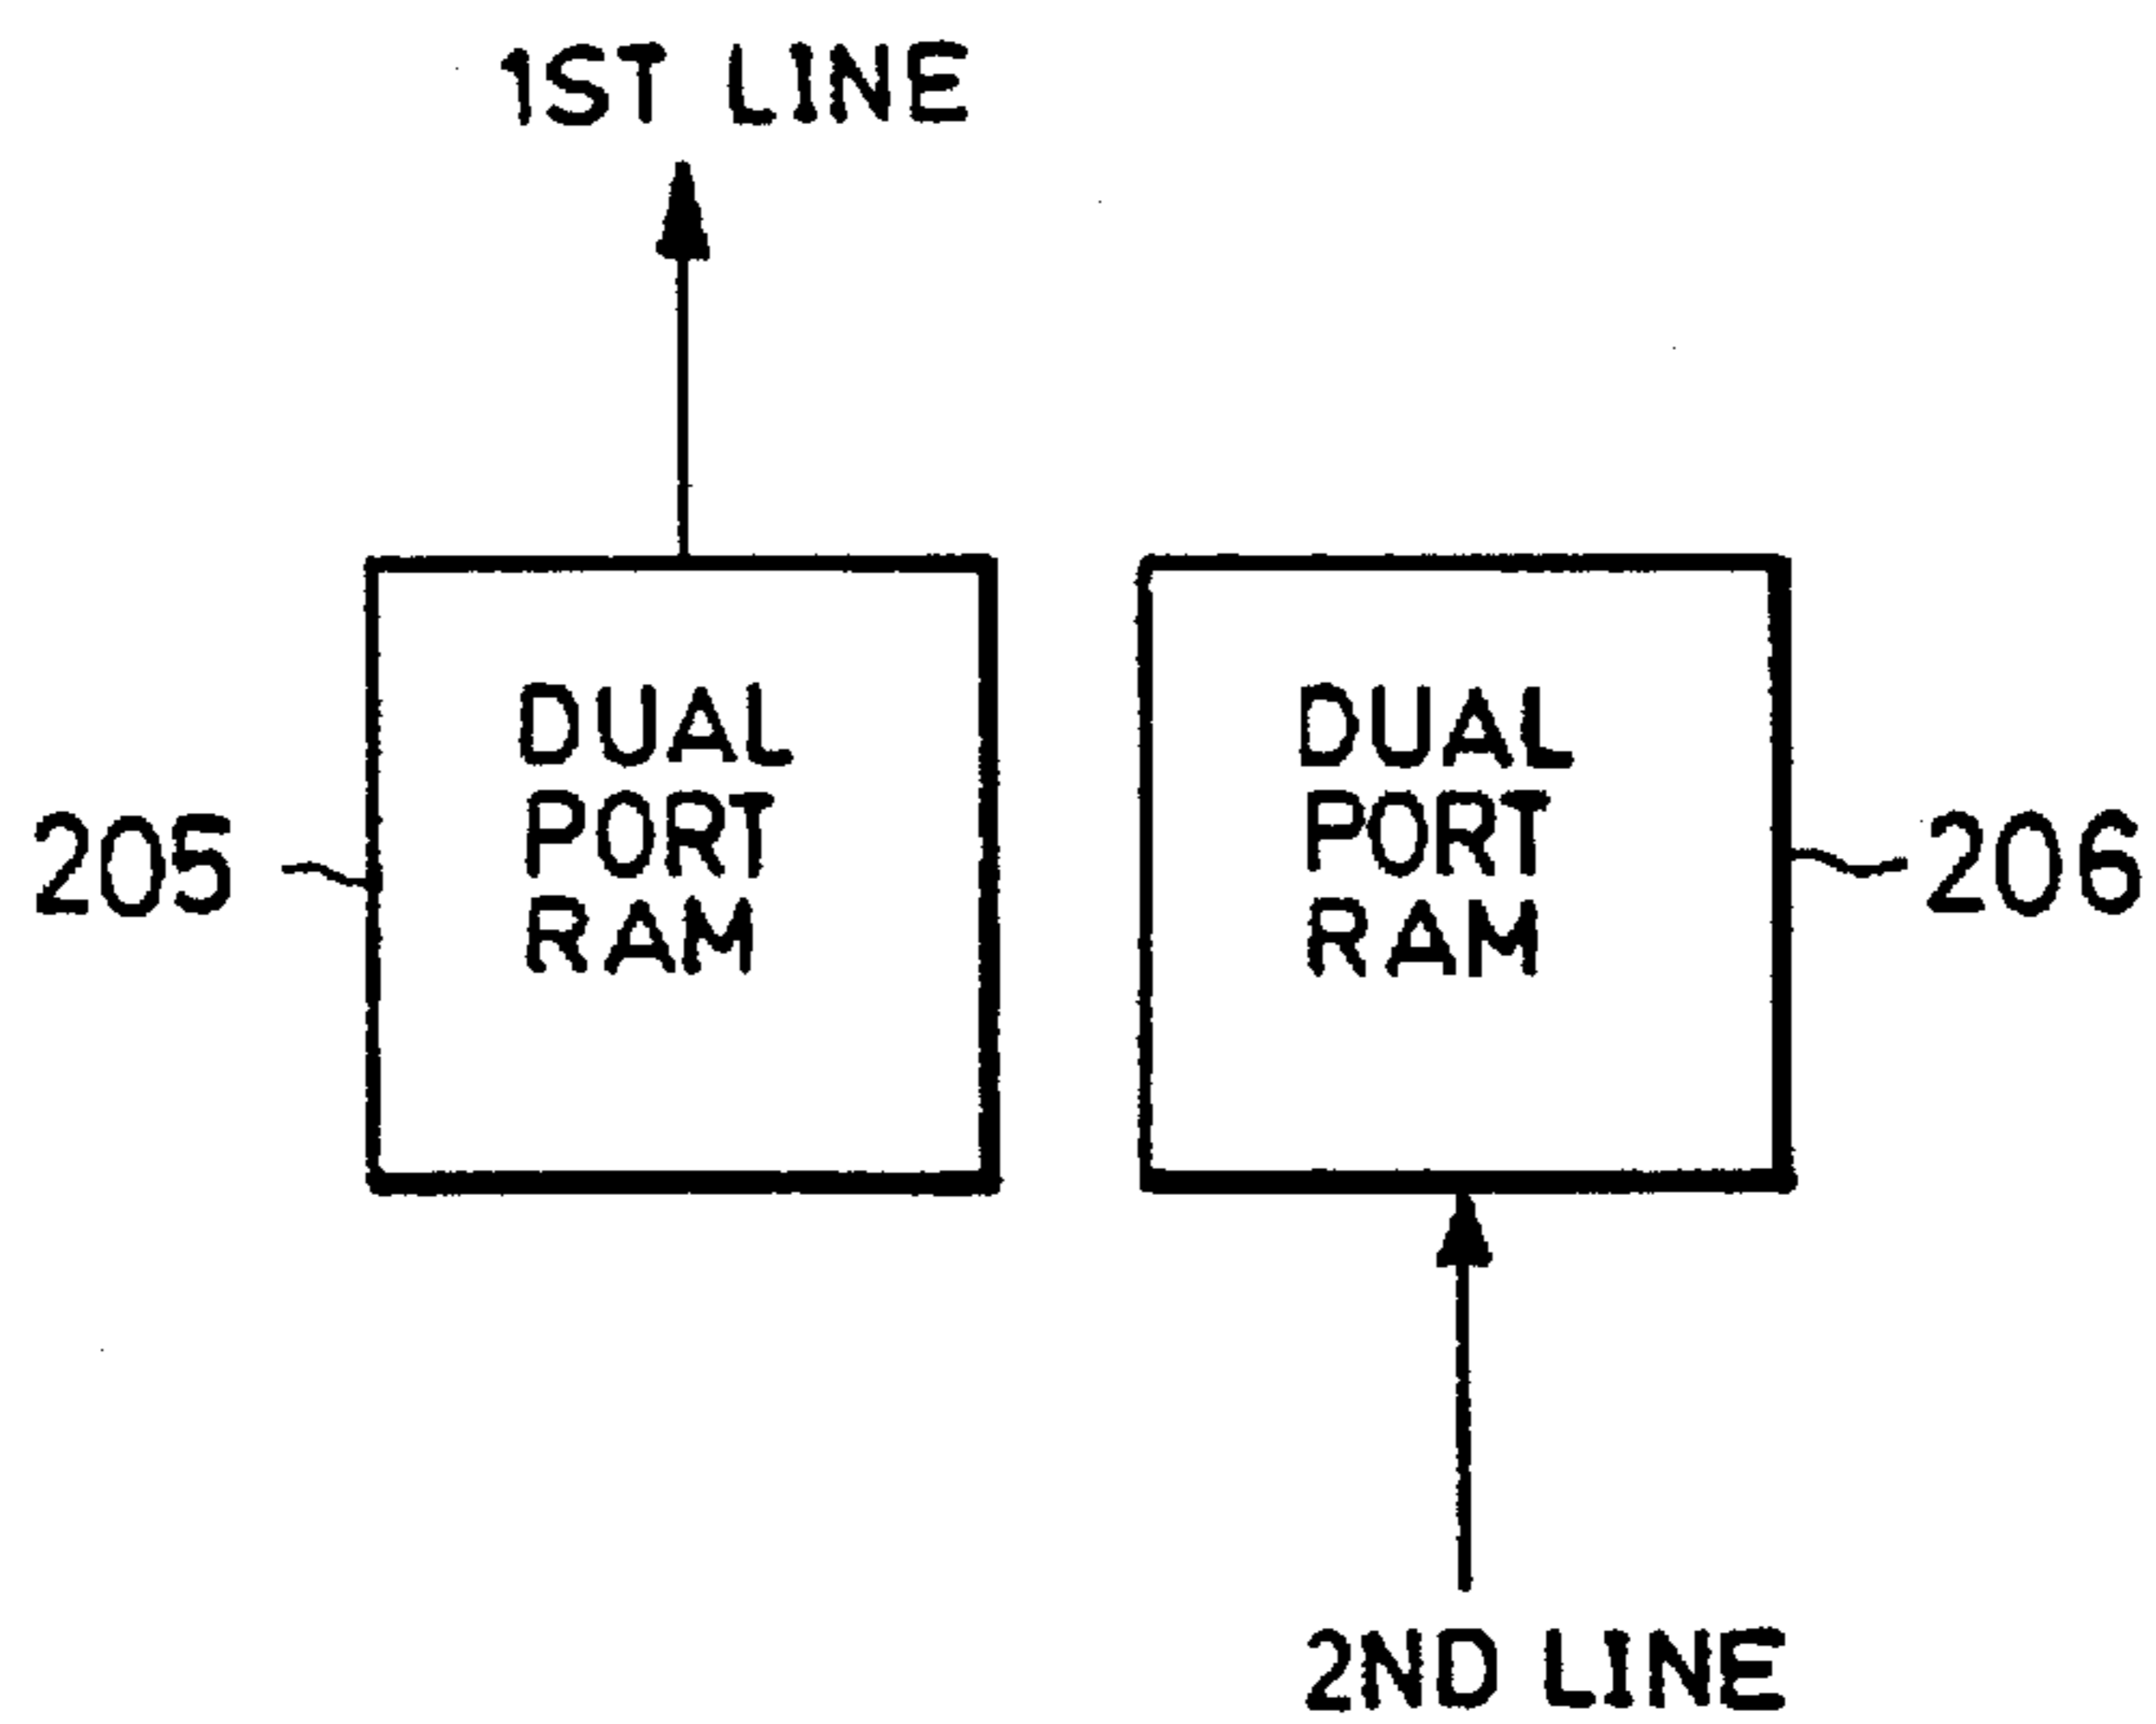 1ST LINE
DUAL
PORT
RAM
205
DUAL
PORT
RAM
206
2ND LINE